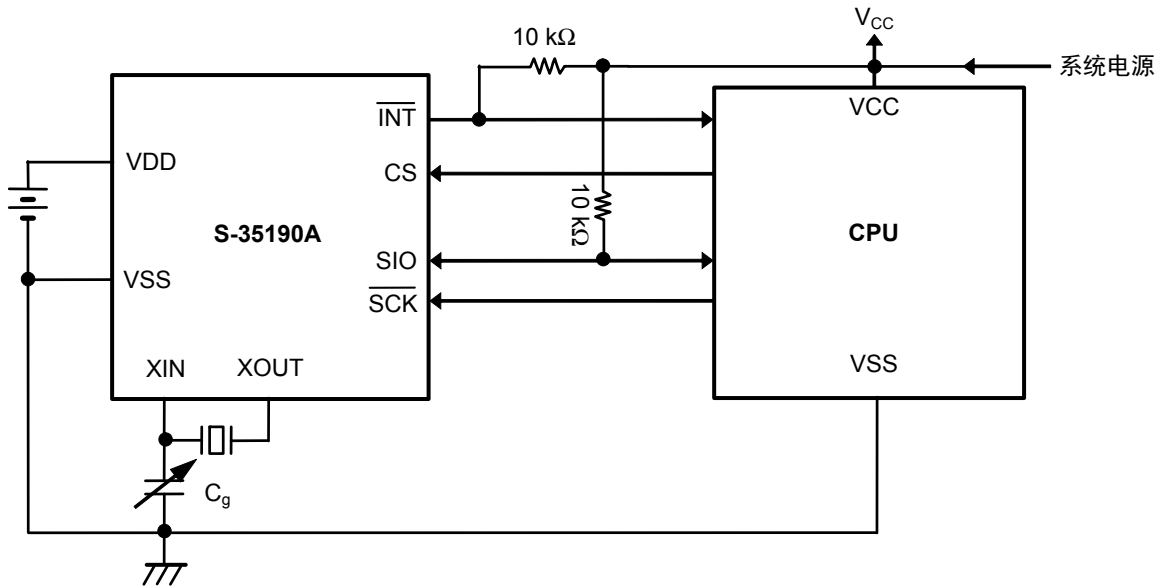 V_CC
10 kΩ
系统电源
VCC
INT
CS
VDD
10 kΩ
S-35190A
CPU
SIO
VSS
SCK
XIN
XOUT
VSS
C_g